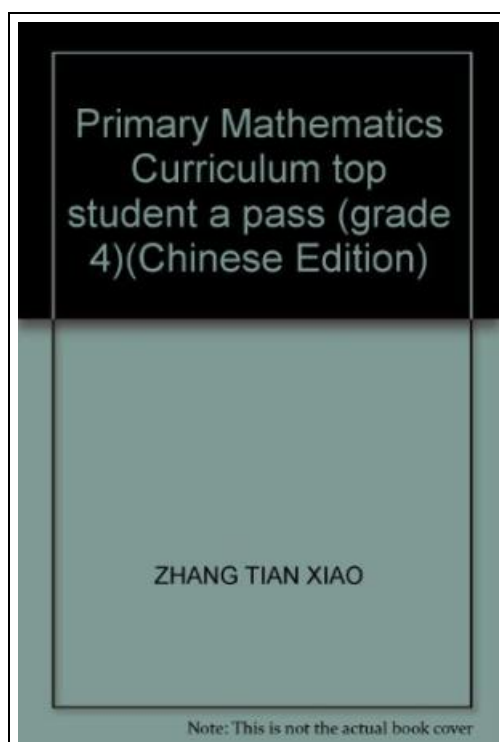 Primary Mathematics
Curriculum top
student a pass (grade
4)(Chinese Edition)
ZHANG TIAN XIAO
Note: This is not the actual book cover